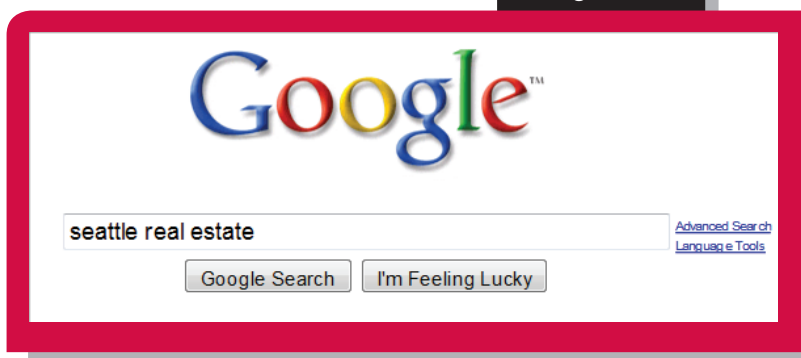 Google™
seattle real estate
Advanced Search
Language Tools
Google Search
I'm Feeling Lucky